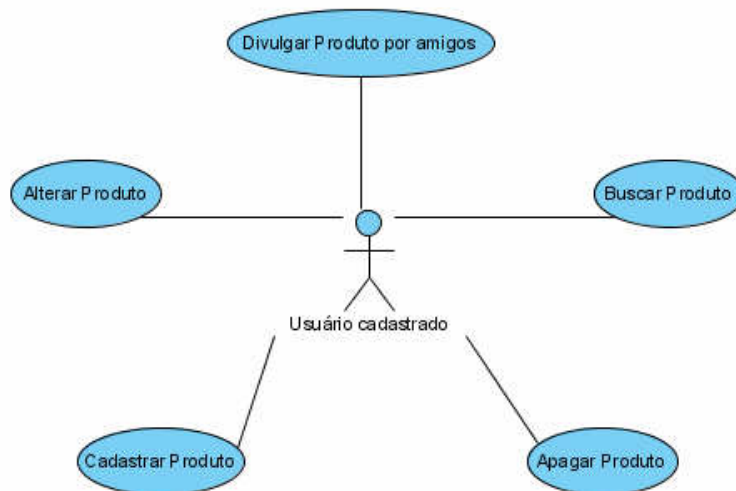 Divulgar Produto por amigos
Alterar Produto
Buscar Produto
Usuário cadastrado
Cadastrar Produto
Apagar Produto